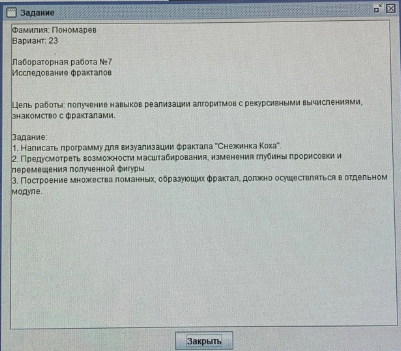 Задание
Фамилия: Пономарев
Вариант: 23
Лабораторная работа №7
Исследование фракталов
Цель работы: получение навыков реализации алгоритмов с рекурсивными вычислениями,
знакомство с фракталами.
Задание:
1. Написать программу для визуализации фрактала "Снежинка Коха".
2. Предусмотреть возможности масштабирования, изменения глубины прорисовки и
перемещения полученной фигуры.
3. Построение множества ломанных, образующих фрактал, должно осуществляться в отдельном
модуле.
Закрыть